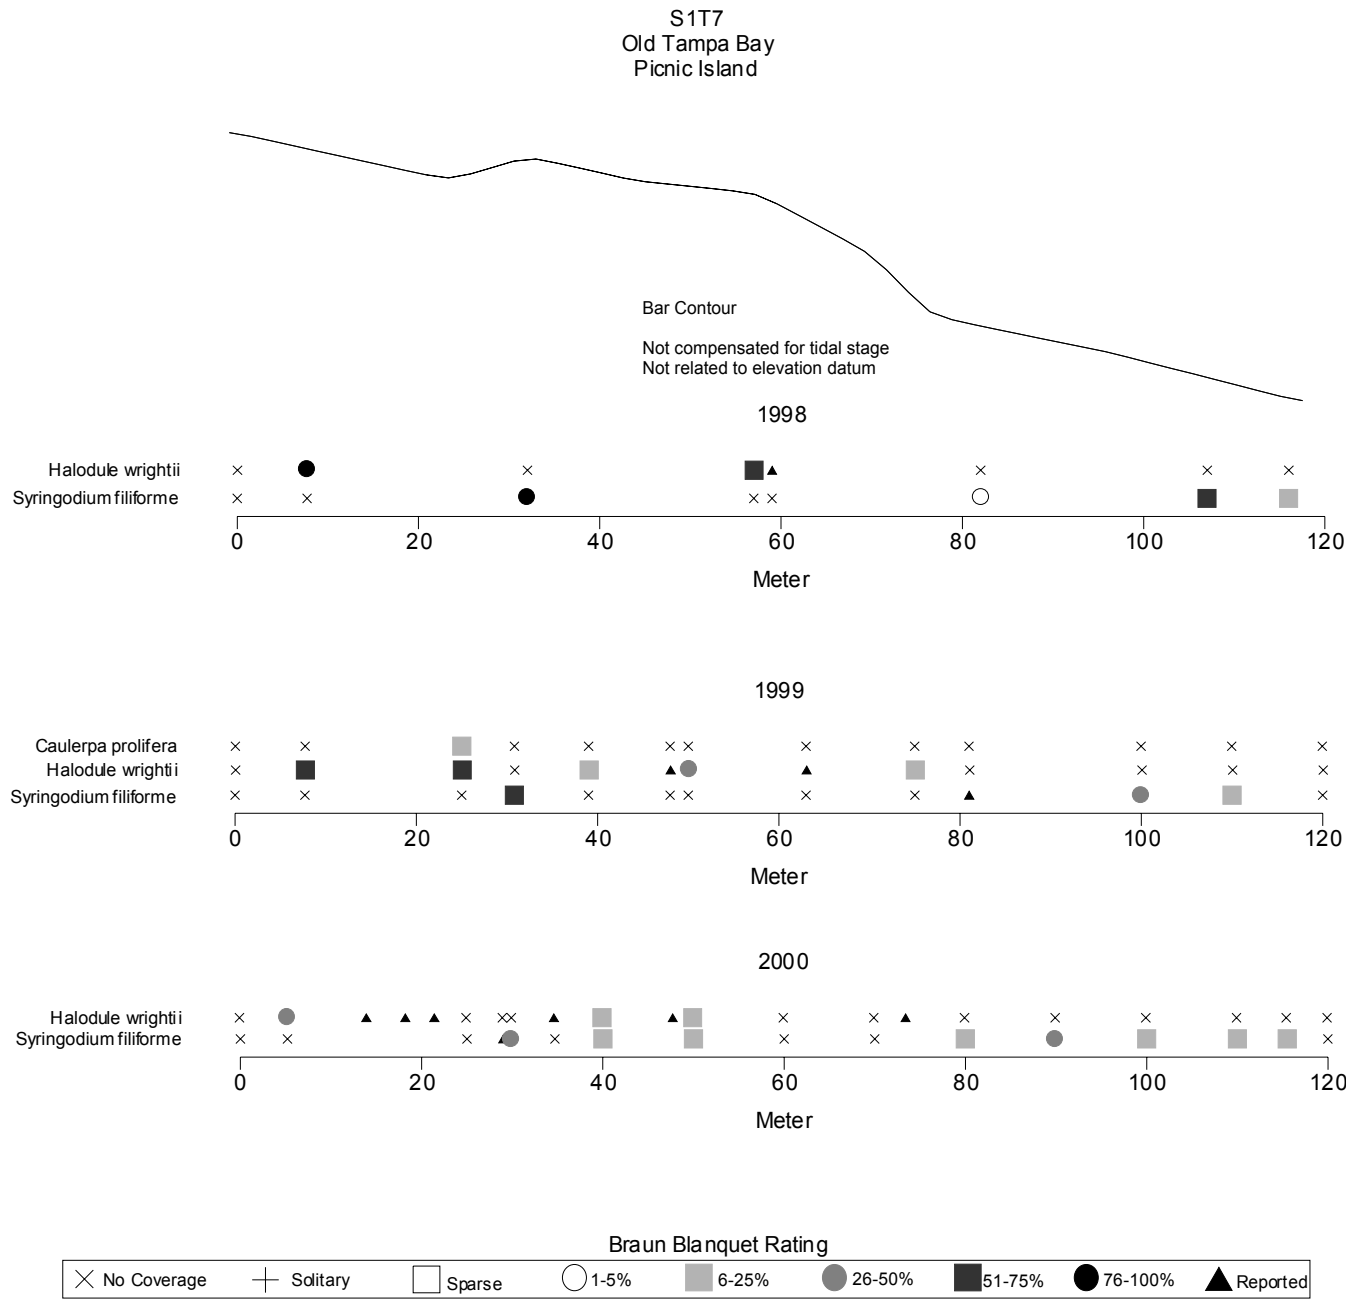 S1T7
Old Tampa Bay
Picnic Island
Bar Contour
Not compensated for tidal stage
Not related to elevation datum
1998
Halodule wrightii
Syringodium filiforme
0 20 40 60 80 100 120
Meter
1999
Caulerpa prolifera
Halodule wrightii
Syringodium filiforme
0 20 40 60 80 100 120
Meter
2000
Halodule wrightii
Syringodium filiforme
0 20 40 60 80 100 120
Meter
Braun Blanquet Rating
No Coverage Solitary Sparse 1-5% 6-25% 26-50% 51-75% 76-100% Reported